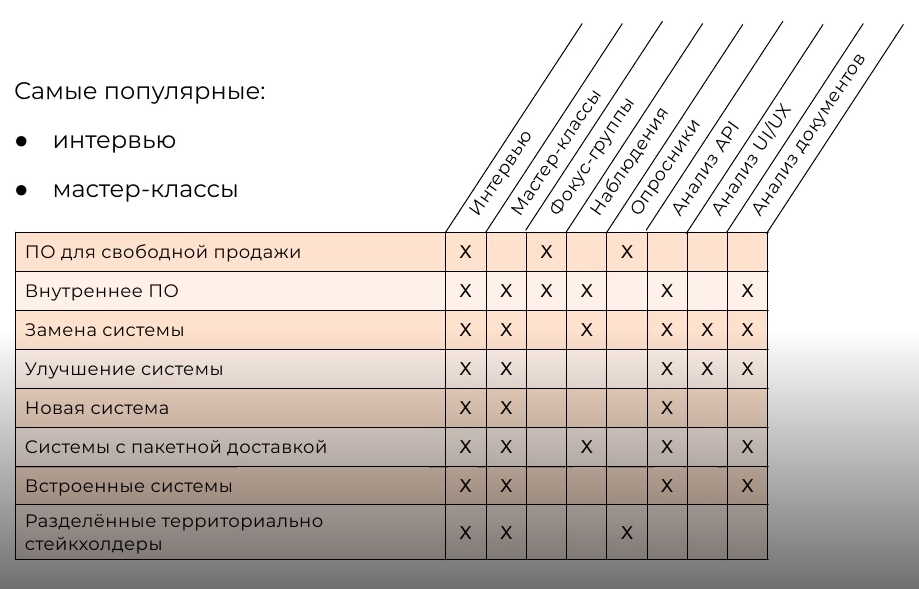 Самые популярные:
● интервью
● мастер-классы
Интервью
Мастер-классы
Фокус-группы
Наблюдения
Опросники
Анализ API
Анализ UI/UX
Анализ документов
ПО для свободной продажи X X X
Внутреннее ПО X X X X X X
Замена системы X X X X X X
Улучшение системы X X X X X
Новая система X X X
Системы с пакетной доставкой X X X X X
Встроенные системы X X X X
Разделённые территориально
стейкхолдеры X X X